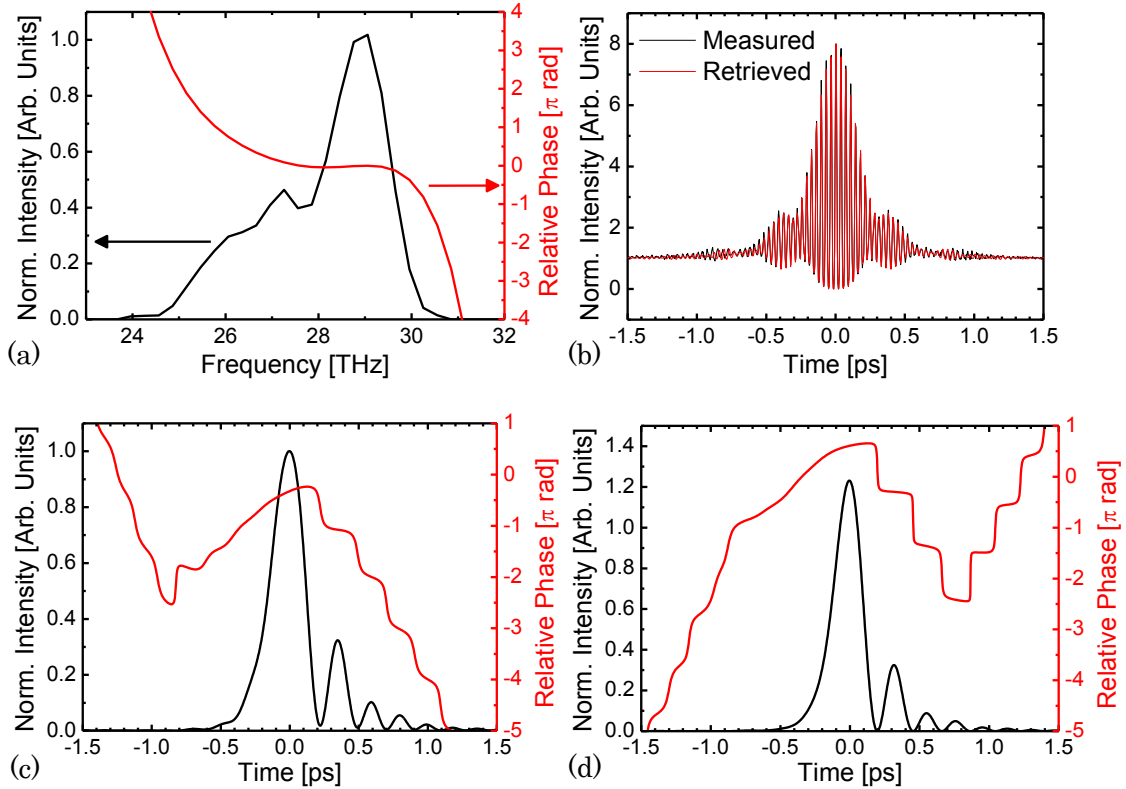 Norm. Intensity [Arb. Units]
1.0
0.8
0.6
0.4
0.2
0.0
24 26 28 30 32
Frequency [THz]
4
3
2
1
0
-1
-2
-3
-4
Relative Phase [π rad]
(a)
Norm. Intensity [Arb. Units]
8
6
4
2
0
Measured
Retrieved
-1.5 -1.0 -0.5 0.0 0.5 1.0 1.5
Time [ps]
(b)
Norm. Intensity [Arb. Units]
1.0
0.8
0.6
0.4
0.2
0.0
-1.5 -1.0 -0.5 0.0 0.5 1.0 1.5
Time [ps]
1
0
-1
-2
-3
-4
-5
Relative Phase [π rad]
(c)
Norm. Intensity [Arb. Units]
1.4
1.2
1.0
0.8
0.6
0.4
0.2
0.0
-1.5 -1.0 -0.5 0.0 0.5 1.0 1.5
Time [ps]
1
0
-1
-2
-3
-4
-5
Relative Phase [π rad]
(d)